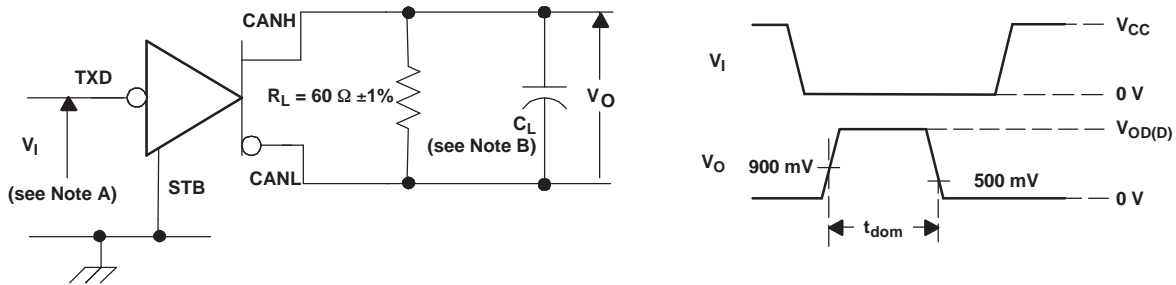 CANH
TXD
R_L = 60 Ω ±1%
V_O
C_L
(see Note B)
V_I
(see Note A)
STB
CANL
V_CC
V_I
0 V
V_OD(D)
V_O
900 mV
500 mV
0 V
t_dom